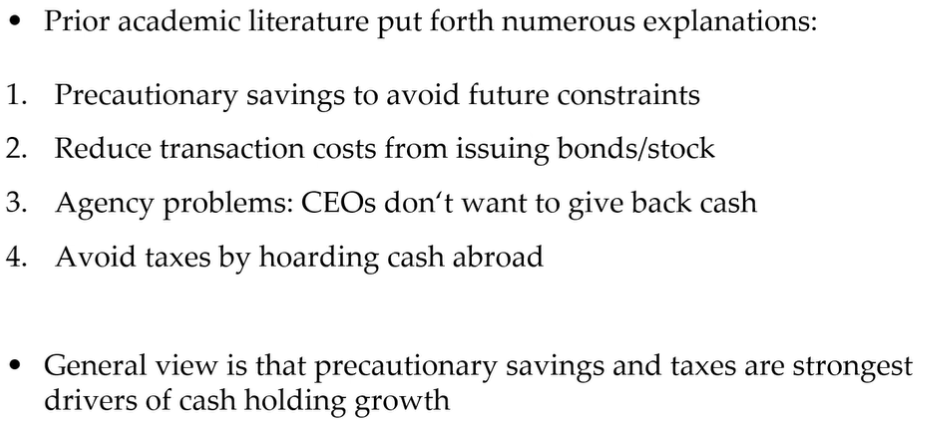 • Prior academic literature put forth numerous explanations:
1. Precautionary savings to avoid future constraints
2. Reduce transaction costs from issuing bonds/stock
3. Agency problems: CEOs don‘t want to give back cash
4. Avoid taxes by hoarding cash abroad
• General view is that precautionary savings and taxes are strongest
drivers of cash holding growth